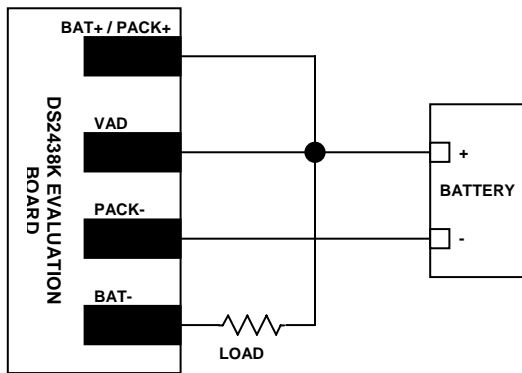 BAT+ / PACK+
VAD
PACK-
BAT-
DS2438K EVALUATION
BOARD
LOAD
+
BATTERY
-